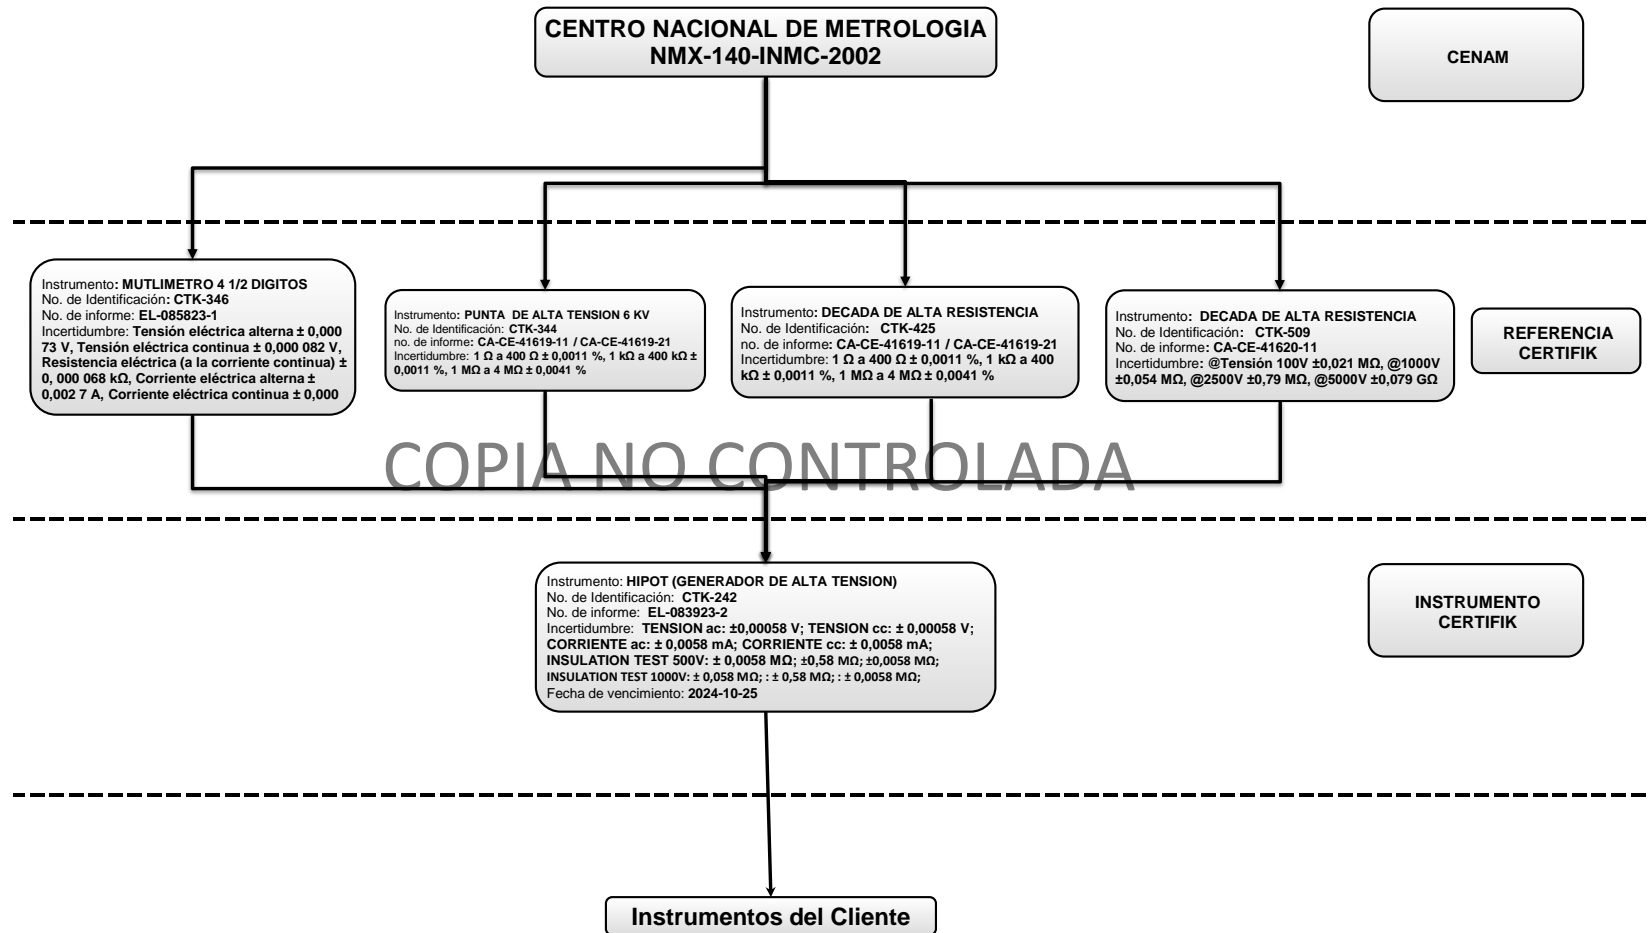 CENTRO NACIONAL DE METROLOGIA
NMX-140-INMC-2002
CENAM
Instrumento: MUTLIMETRO 4 1/2 DIGITOS
No. de Identificación: CTK-346
No. de informe: EL-085823-1
Incertidumbre: Tensión eléctrica alterna ± 0,000
73 V, Tensión eléctrica continua ± 0,000 082 V,
Resistencia eléctrica (a la corriente continua) ±
0, 000 068 kΩ, Corriente eléctrica alterna ±
0,002 7 A, Corriente eléctrica continua ± 0,000
Instrumento: PUNTA DE ALTA TENSION 6 KV
No. de Identificación: CTK-344
no. de informe: CA-CE-41619-11 / CA-CE-41619-21
Incertidumbre: 1 Ω a 400 Ω ± 0,0011 %, 1 kΩ a 400 kΩ ±
0,0011 %, 1 MΩ a 4 MΩ ± 0,0041 %
Instrumento: DECADA DE ALTA RESISTENCIA
No. de Identificación: CTK-425
no. de informe: CA-CE-41619-11 / CA-CE-41619-21
Incertidumbre: 1 Ω a 400 Ω ± 0,0011 %, 1 kΩ a 400
kΩ ± 0,0011 %, 1 MΩ a 4 MΩ ± 0,0041 %
Instrumento: DECADA DE ALTA RESISTENCIA
No. de Identificación: CTK-509
no. de informe: CA-CE-41620-11
Incertidumbre: @Tensión 100V ±0,021 MΩ, @1000V
±0,054 MΩ, @2500V ±0,79 MΩ, @5000V ±0,079 GΩ
REFERENCIA
CERTIFIK
COPIA NO CONTROLADA
Instrumento: HIPOT (GENERADOR DE ALTA TENSION)
No. de Identificación: CTK-242
No. de informe: EL-083923-2
Incertidumbre: TENSION ac: ±0,00058 V; TENSION cc: ± 0,00058 V;
CORRIENTE ac: ± 0,0058 mA; CORRIENTE cc: ± 0,0058 mA;
INSULATION TEST 500V: ± 0,0058 MΩ; ±0,58 MΩ; ±0,0058 MΩ;
INSULATION TEST 1000V: ± 0,058 MΩ; : ± 0,58 MΩ; : ± 0,0058 MΩ;
Fecha de vencimiento: 2024-10-25
INSTRUMENTO
CERTIFIK
Instrumentos del Cliente